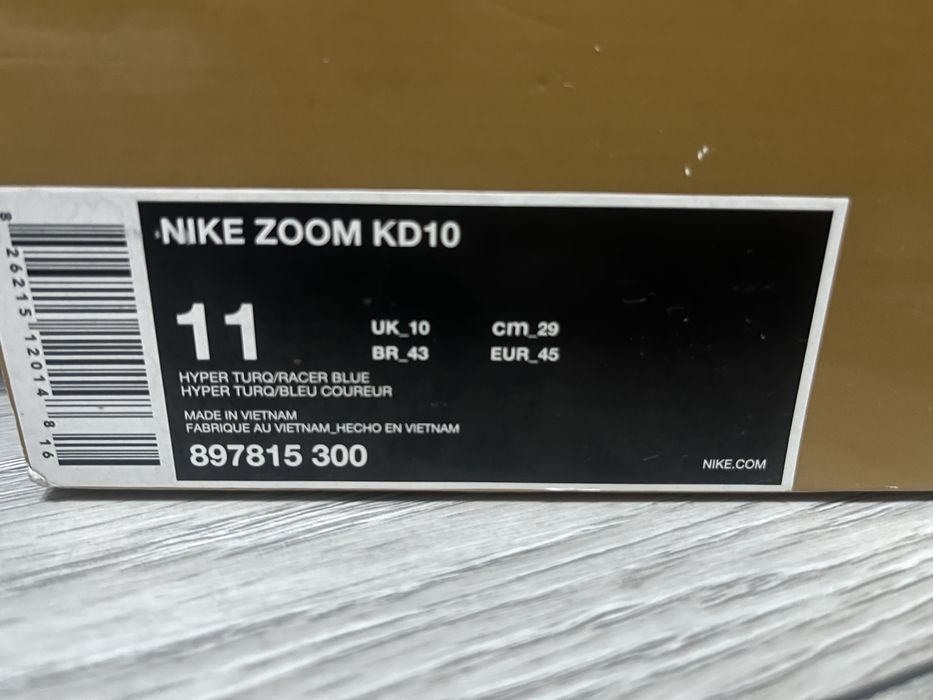 8 26215 12014 8 16
NIKE ZOOM KD10
11
UK_10 cm_29
BR_43 EUR_45
HYPER TURQ/RACER BLUE
HYPER TURQ/BLEU COUREUR
MADE IN VIETNAM
FABRIQUE AU VIETNAM_HECHO EN VIETNAM
897815 300
NIKE.COM